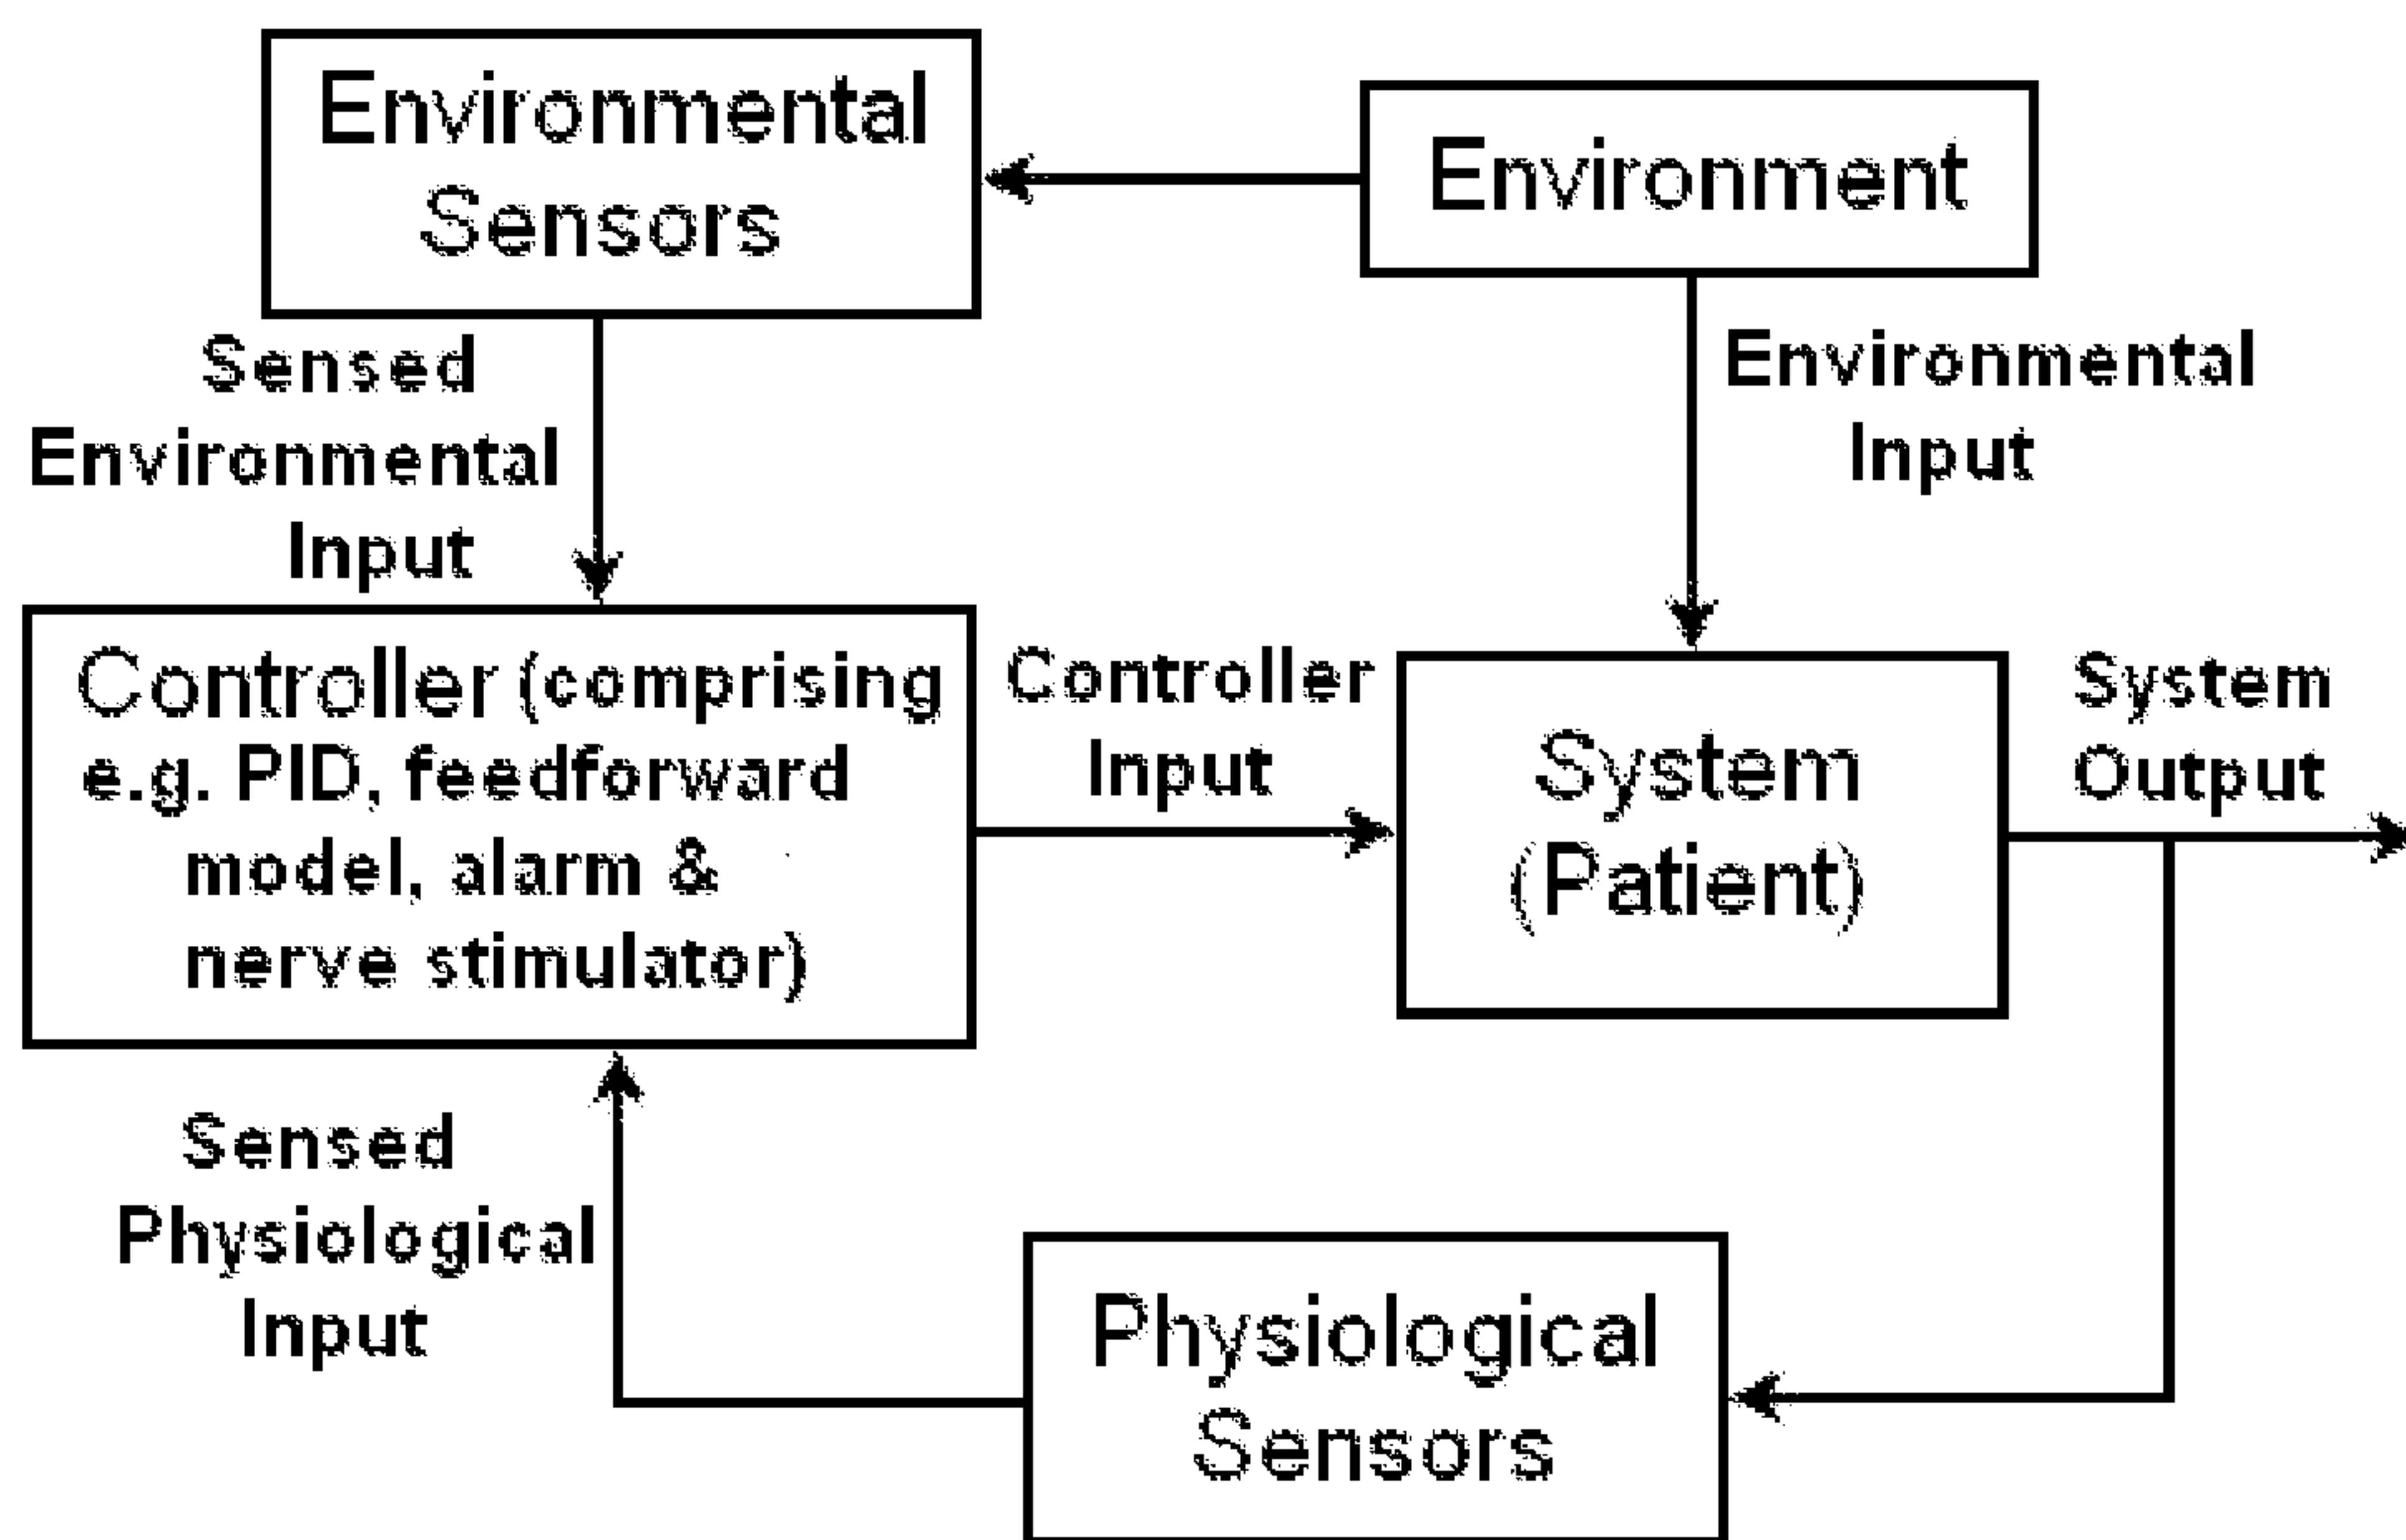 Environmental
Sensors
Environment
Sensed
Environmental
Input
Environmental
Input
Controller (comprising
e.g. PID, feedforward
model, alarm &
nerve stimulator)
Controller
Input
System
(Patient)
System
Output
Sensed
Physiological
Input
Physiological
Sensors